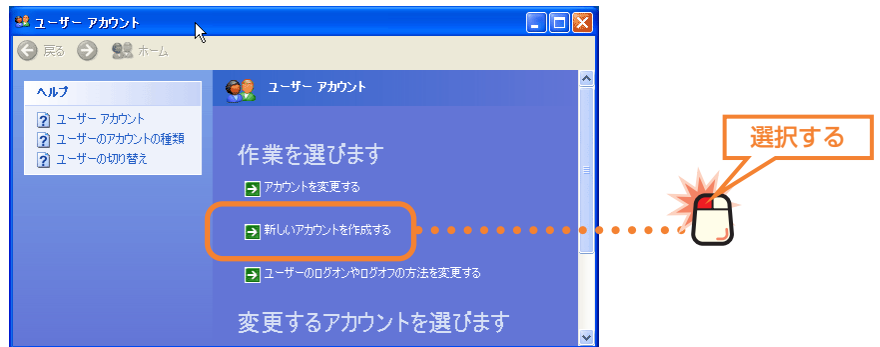 ユーザー アカウント
戻る
ホーム
ヘルプ
ユーザー アカウント
ユーザーのアカウントの種類
ユーザーの切り替え
ユーザー アカウント
作業を選びます
アカウントを変更する
新しいアカウントを作成する
ユーザーのログオンやログオフの方法を変更する
変更するアカウントを選びます
選択する